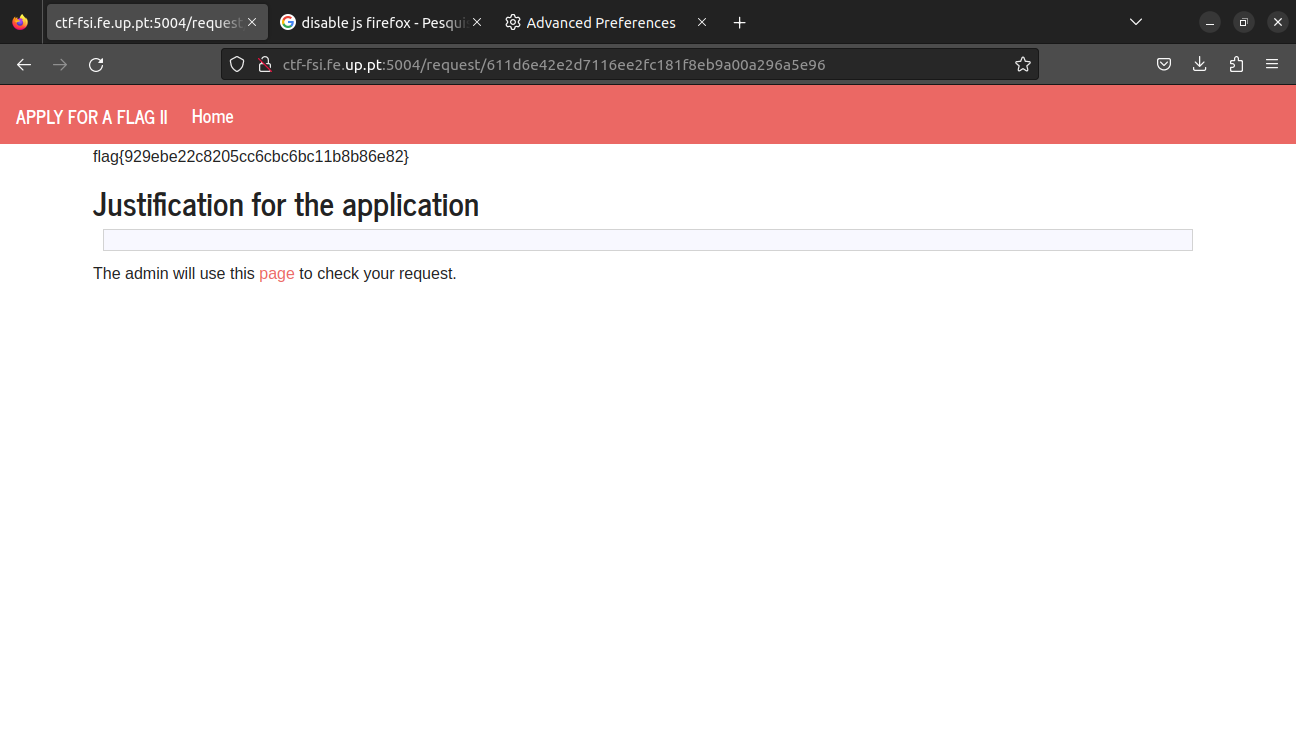 ctf-fsi.fe.up.pt:5004/request
disable js firefox - Pesqui
Advanced Preferences
ctf-fsi.fe.up.pt:5004/request/611d6e42e2d7116ee2fc181f8eb9a00a296a5e96
APPLY FOR A FLAG II
Home
flag{929ebe22c8205cc6cbc6bc11b8b86e82}
Justification for the application
The admin will use this page to check your request.